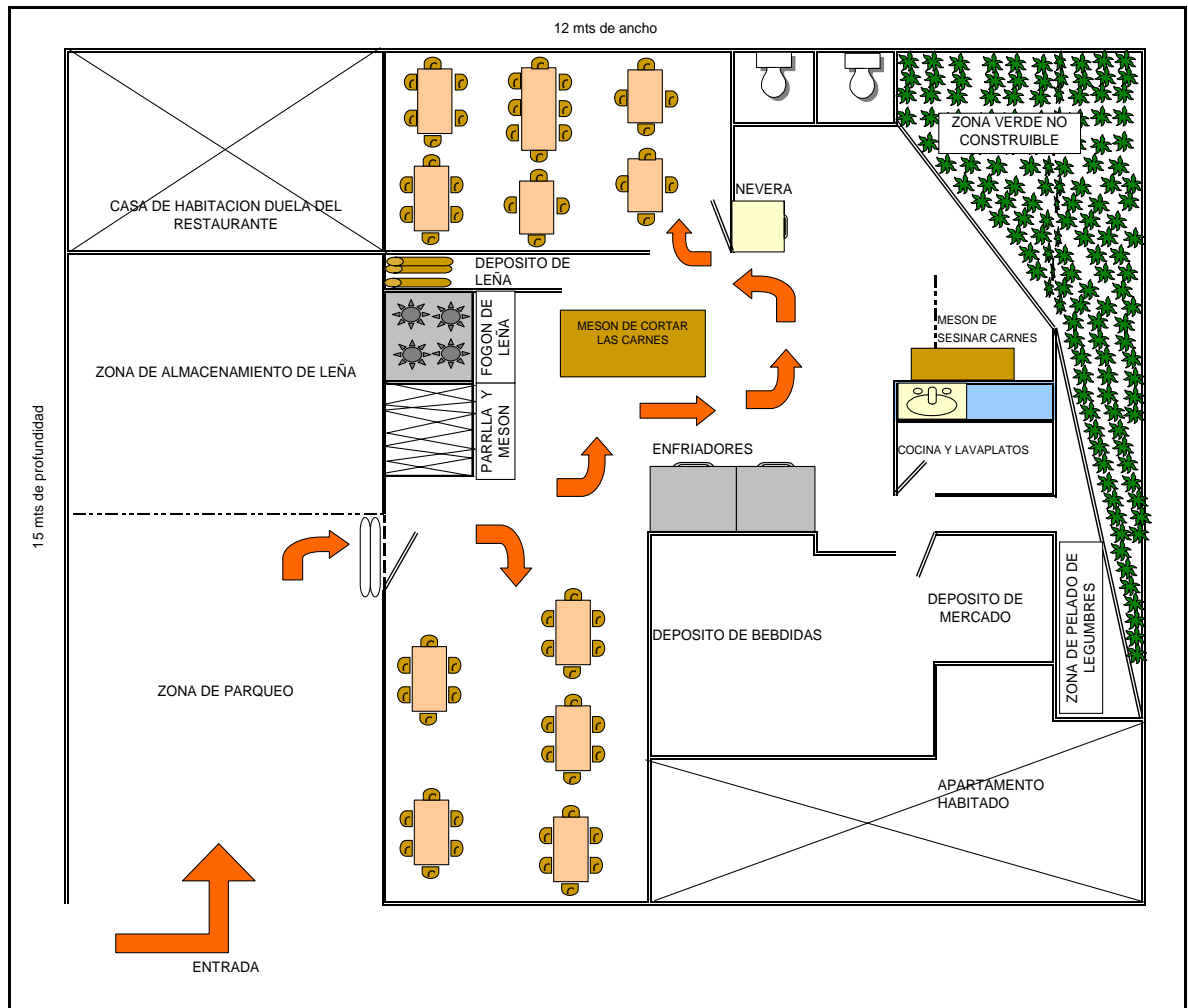 12 mts de ancho
ZONA VERDE NO
CONSTRUIBLE
NEVERA
CASA DE HABITACION DUELA DEL
RESTAURANTE
DEPOSITO DE
LEÑA
FOGON DE
LEÑA
MESON DE CORTAR
LAS CARNES
MESON DE
SESINAR CARNES
ZONA DE ALMACENAMIENTO DE LEÑA
PARRLLA Y
MESON
15 mts de profundidad
ENFRIADORES
COCINA Y LAVAPLATOS
DEPOSITO DE
MERCADO
DEPOSITO DE BEBDIDAS
ZONA DE PELADO DE
LEGUMBRES
ZONA DE PARQUEO
APARTAMENTO
HABITADO
ENTRADA